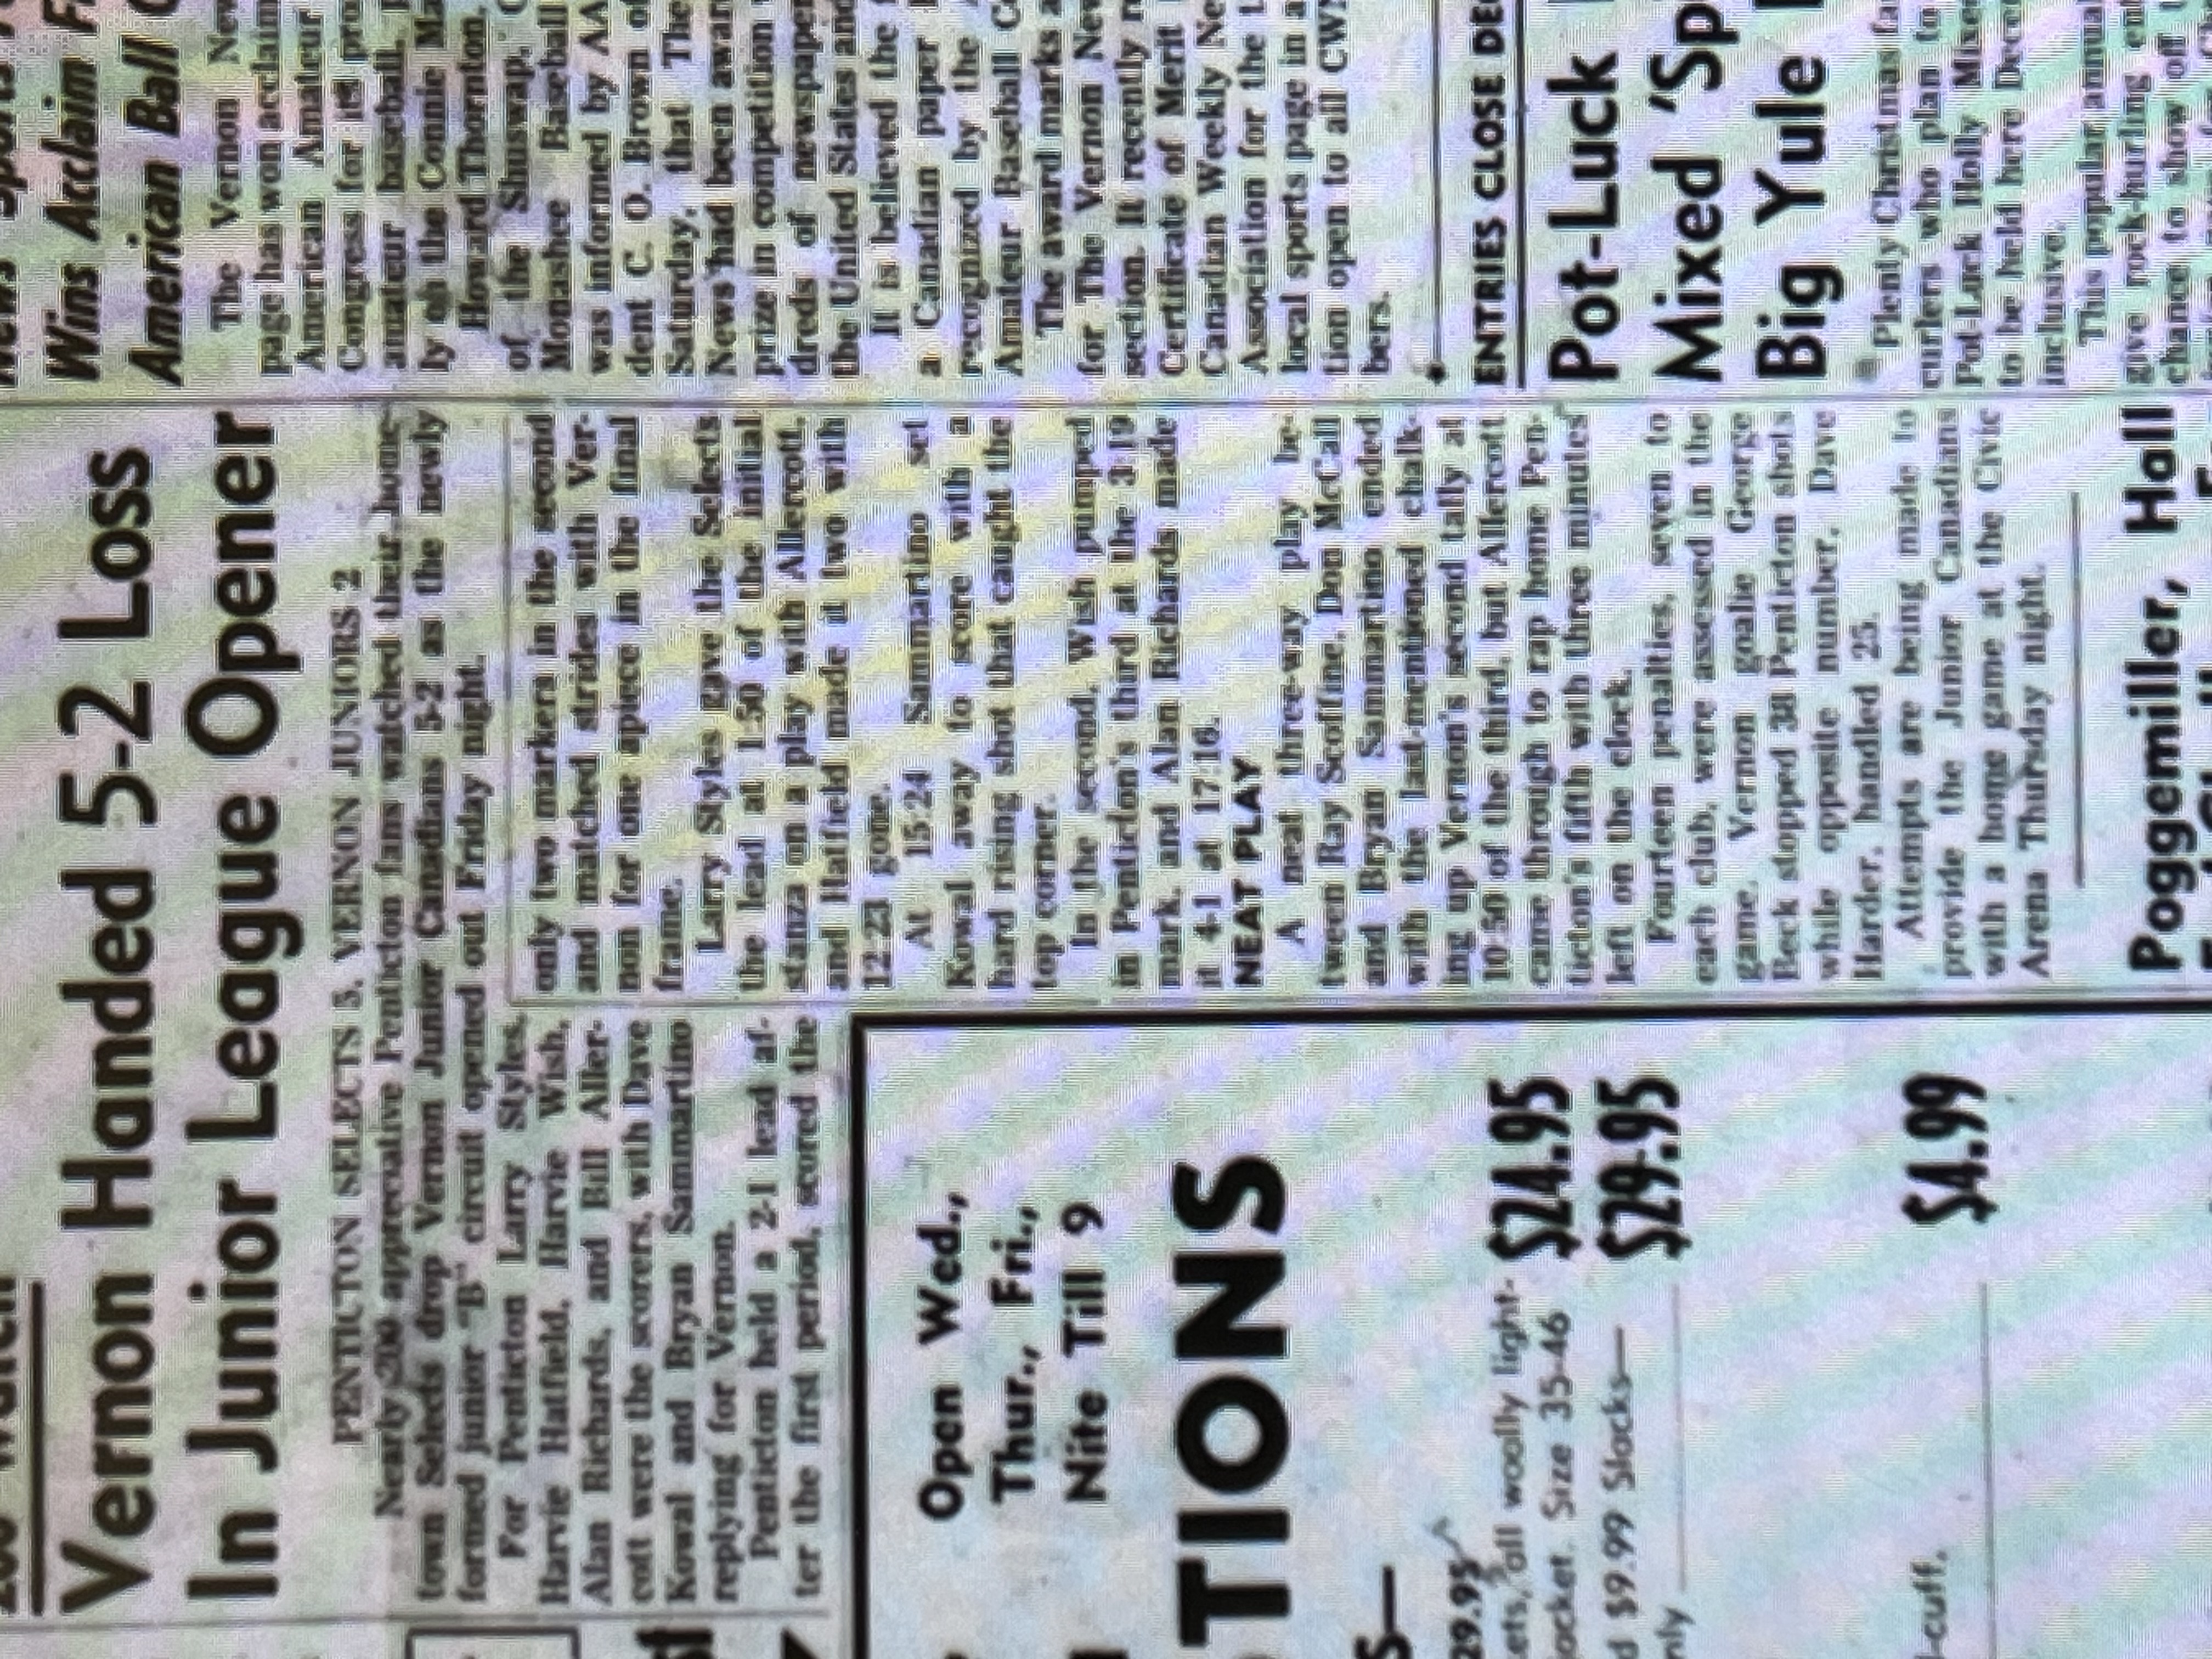 Vernon Handed 5-2 Loss
In Junior League Opener
PENTICTON SELECTS 5, VERNON JUNIORS 2
Nearly 200 appreciative Penticton fans watched their home-
town Selects drop Vernon Junior Canadians 5-2 as the newly
formed junior "B" circuit opened out Friday night.
For Penticton Larry Styles,
Harvie Hatfield, Harvie Wish,
Alan Richards, and Bill Aller-
cott were the scorers, with Dave
Kowal and Bryan Sammartino
replying for Vernon.
Penticton held a 2-1 lead af-
ter the first period, scored the
only two markers in the second
and matched strides with Ver-
non for one apiece in the final
frame.
Larry Styles gave the Selects
the lead at 1:50 of the initial
stanza on a play with Allercott,
and Hatfield made it two with
12:23 gone.
At 15:24 Sammartino set
Kowal away to score with a
hard rising shot that caught the
top corner.
In the second, Wish pumped
in Penticton's third at the 3:19
mark, and Alan Richards made
it 4-1 at 17:16.
NEAT PLAY
A neat three-way play be-
tween Ray Scoffine, Don McCall
and Bryan Sammartino ended
with the last-mentioned chalk-
ing up Vernon's second tally at
10:50 of the third, but Allercott
came through to rap home Pen-
ticton's fifth with three minutes
left on the clock.
Fourteen penalties, seven to
each club, were assessed in the
game. Vernon goalie George
Beck stopped 38 Penticton shots
while opposite number, Dave
Harder, handled 25.
Attempts are being made to
provide the Junior Canadians
with a home game at the Civic
Arena Thursday night.
Poggemiller, Hall
Wins Acclaim
American Ball
The Vernon
page has won acclaim
American Amateur
Congress for its
amateur baseball,
ly the Connie
Howard Thornton,
of the Shuswap,
Monashee Baseball
was informed by
dent C. O. Brown
Saturday, that The
News had been
prize in competition
dreds of newspapers
the United States and
It is believed the
a Canadian paper
recognized by the
Amateur Baseball
The award marks
for The Vernon
section. It recently
Certificate of Merit
Canadian Weekly
Association for the
local sports page in a
tion open to all
bers.
ENTRIES CLOSE
Pot-Luck
Mixed
Big Yule
Plenty Christmas
curlers who plan to
Pot-Luck Holly Mixed
to be held here
inclusive.
This popular annual
give rock-hurling
chance to show off
Open Wed.,
Thur., Fri.,
Nite Till 9
TIONS
29.95
all woolly light-
Size 35-46
$24.95
$9.99 Slacks—
$29.95
$4.99